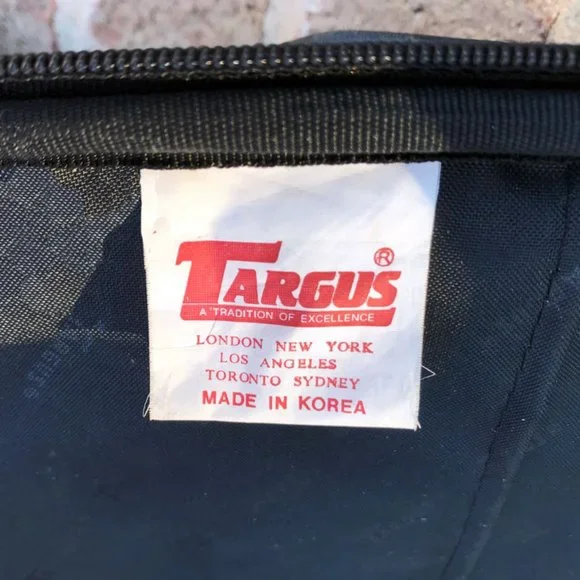 TARGUS®
A TRADITION OF EXCELLENCE
LONDON NEW YORK
LOS ANGELES
TORONTO SYDNEY
MADE IN KOREA